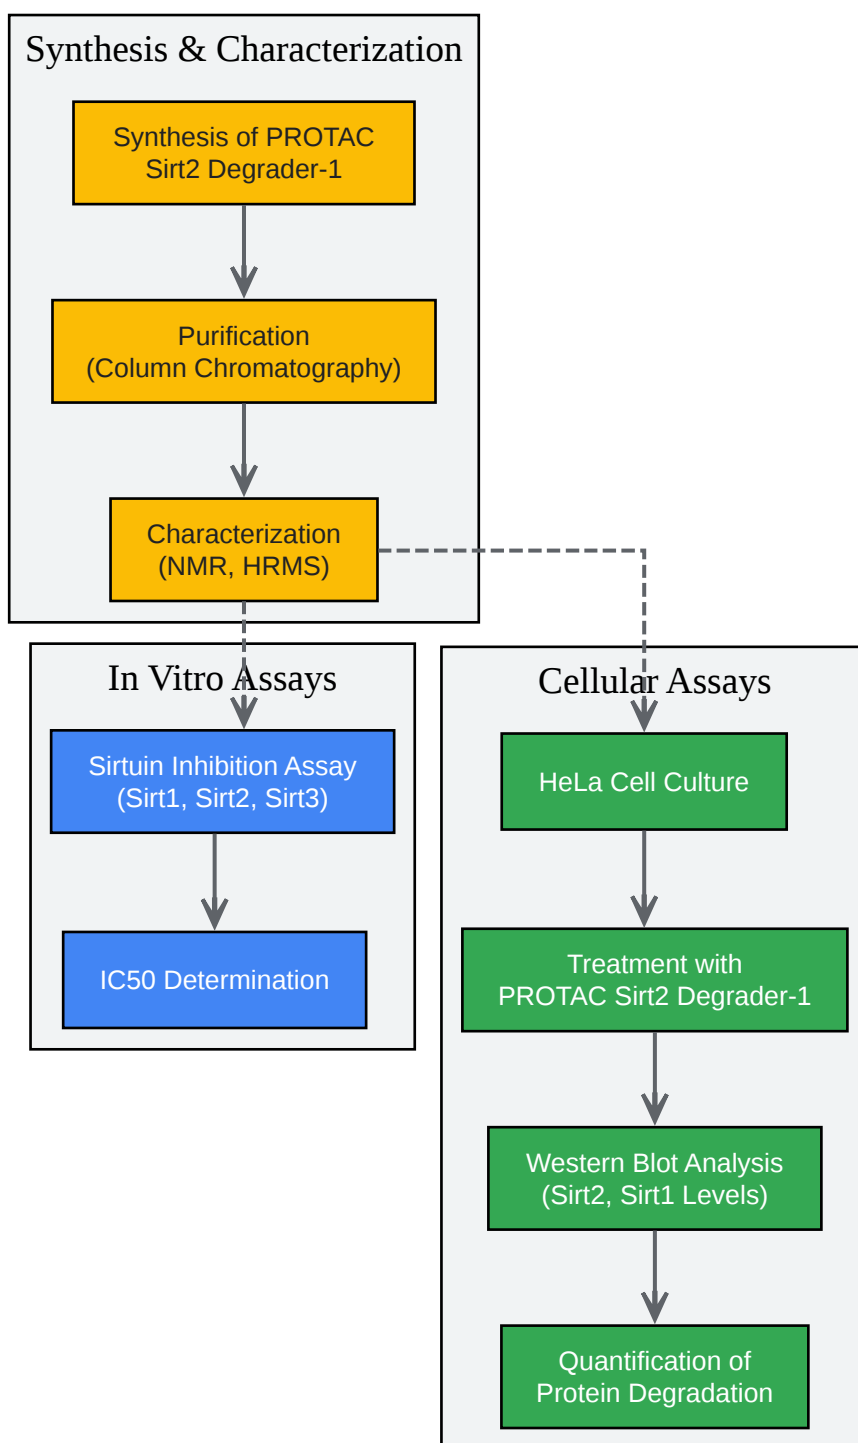 Synthesis & Characterization
Synthesis of PROTAC
Sirt2 Degrader-1
Purification
(Column Chromatography)
Characterization
(NMR, HRMS)
In Vitro Assays
Sirtuin Inhibition Assay
(Sirt1, Sirt2, Sirt3)
IC50 Determination
Cellular Assays
HeLa Cell Culture
Treatment with
PROTAC Sirt2 Degrader-1
Western Blot Analysis
(Sirt2, Sirt1 Levels)
Quantification of
Protein Degradation